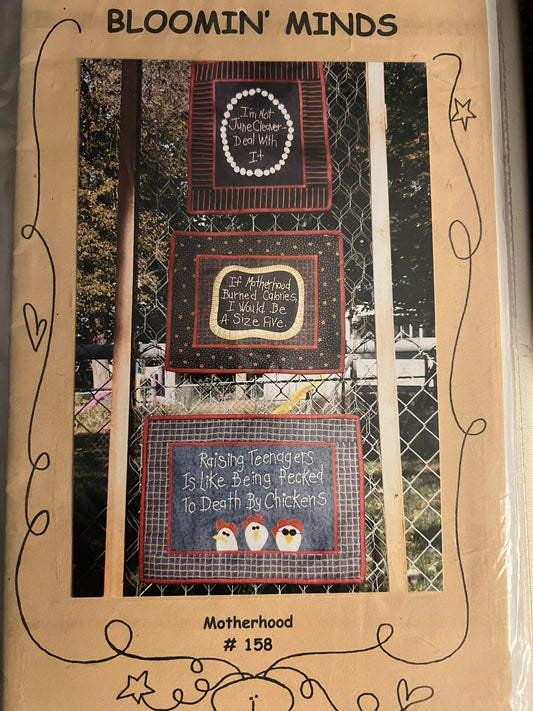 BLOOMIN' MINDS
I'm Not
June Cleaver-
Deal With
It
If Motherhood
Burned Calories,
I Would Be
A Size Five.
Raising Teenagers
Is Like Being Pecked
To Death By Chickens
Motherhood
# 158